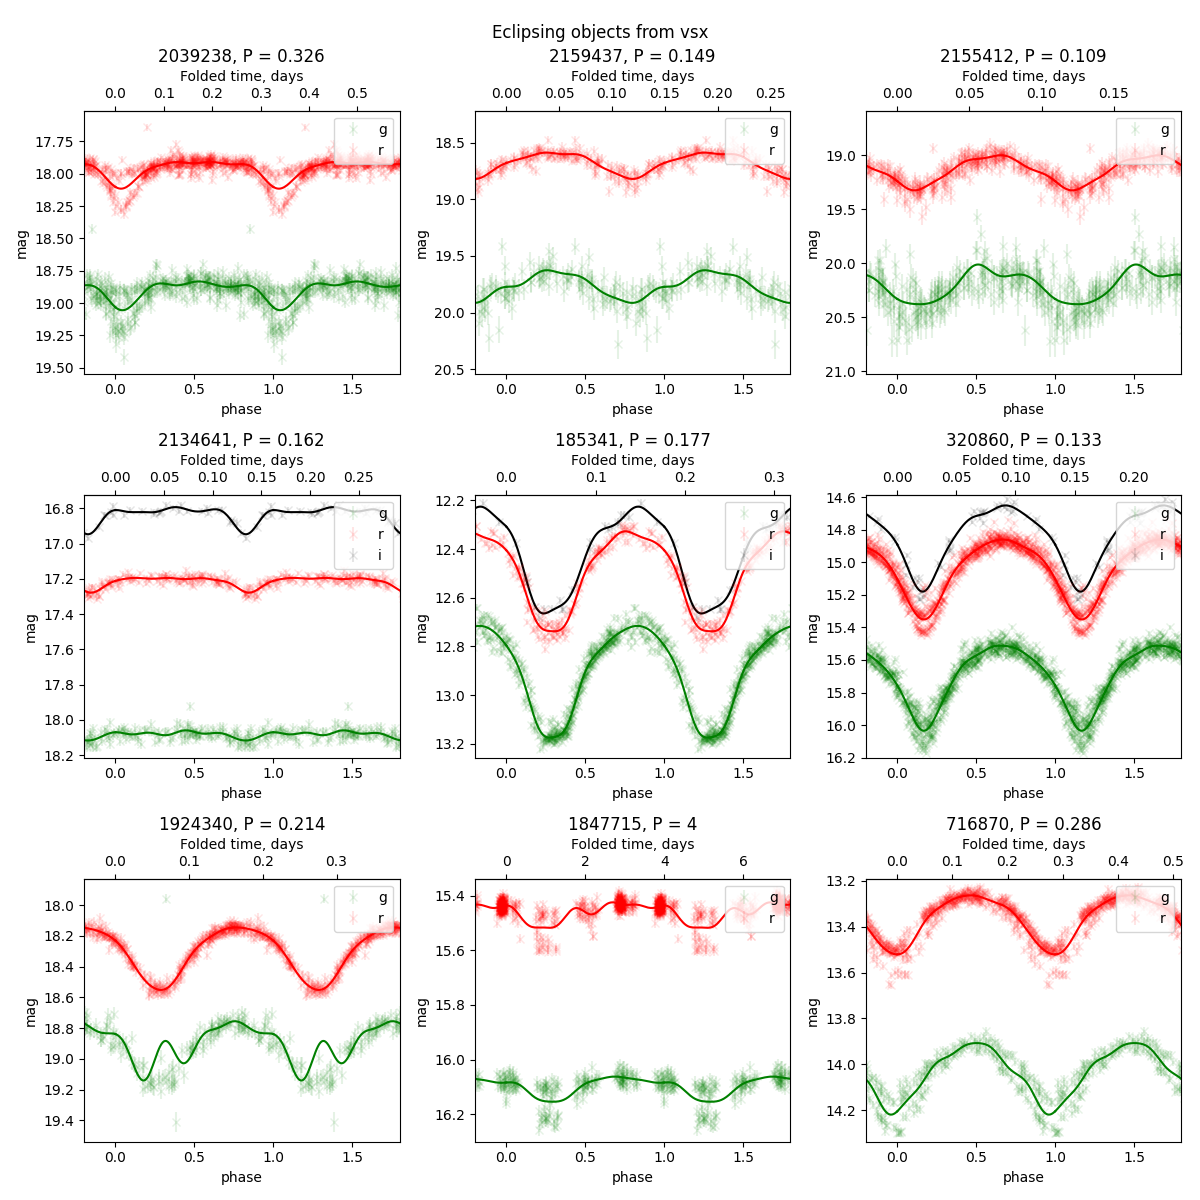 Eclipsing objects from vsx
2039238, P = 0.326
Folded time, days
0.0 0.1 0.2 0.3 0.4 0.5
17.75
18.00
18.25
18.50
18.75
19.00
19.25
19.50
mag
g
r
0.0 0.5 1.0 1.5
phase
2159437, P = 0.149
Folded time, days
0.00 0.05 0.10 0.15 0.20 0.25
18.5
19.0
19.5
20.0
20.5
mag
g
r
0.0 0.5 1.0 1.5
phase
2155412, P = 0.109
Folded time, days
0.00 0.05 0.10 0.15
19.0
19.5
20.0
20.5
21.0
mag
g
r
0.0 0.5 1.0 1.5
phase
2134641, P = 0.162
Folded time, days
0.00 0.05 0.10 0.15 0.20 0.25
16.8
17.0
17.2
17.4
17.6
17.8
18.0
18.2
mag
g
r
i
0.0 0.5 1.0 1.5
phase
185341, P = 0.177
Folded time, days
0.0 0.1 0.2 0.3
12.2
12.4
12.6
12.8
13.0
13.2
mag
g
r
i
0.0 0.5 1.0 1.5
phase
320860, P = 0.133
Folded time, days
0.00 0.05 0.10 0.15 0.20
14.6
14.8
15.0
15.2
15.4
15.6
15.8
16.0
16.2
mag
g
r
i
0.0 0.5 1.0 1.5
phase
1924340, P = 0.214
Folded time, days
0.0 0.1 0.2 0.3
18.0
18.2
18.4
18.6
18.8
19.0
19.2
19.4
mag
g
r
0.0 0.5 1.0 1.5
phase
1847715, P = 4
Folded time, days
0 2 4 6
15.4
15.6
15.8
16.0
16.2
mag
g
r
0.0 0.5 1.0 1.5
phase
716870, P = 0.286
Folded time, days
0.0 0.1 0.2 0.3 0.4 0.5
13.2
13.4
13.6
13.8
14.0
14.2
mag
g
r
0.0 0.5 1.0 1.5
phase